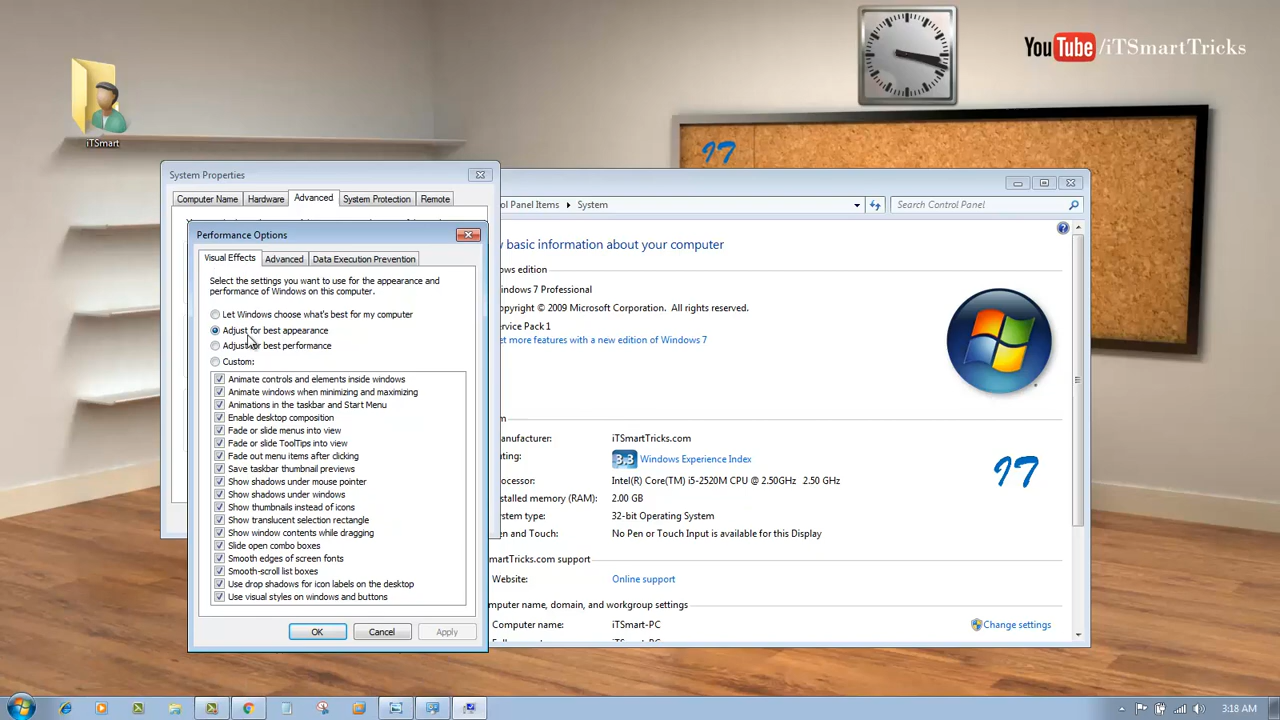 YouTube /iTSmartTricks
iTSmart
IT
System Properties
Computer Name Hardware Advanced System Protection Remote
Performance Options
Visual Effects Advanced Data Execution Prevention
Select the settings you want to use for the appearance and
performance of Windows on this computer.
Let Windows choose what's best for my computer
Adjust for best appearance
Adjust for best performance
Custom:
Animate controls and elements inside windows
Animate windows when minimizing and maximizing
Animations in the taskbar and Start Menu
Enable desktop composition
Fade or slide menus into view
Fade or slide ToolTips into view
Fade out menu items after clicking
Save taskbar thumbnail previews
Show shadows under mouse pointer
Show shadows under windows
Show thumbnails instead of icons
Show translucent selection rectangle
Show window contents while dragging
Slide open combo boxes
Smooth edges of screen fonts
Smooth-scroll list boxes
Use drop shadows for icon labels on the desktop
Use visual styles on windows and buttons
OK Cancel Apply
ol Panel Items System
Search Control Panel
w basic information about your computer
ows edition
indows 7 Professional
opyright © 2009 Microsoft Corporation. All rights reserved.
ervice Pack 1
et more features with a new edition of Windows 7
em
anufacturer: iTSmartTricks.com
ating: 3.3 Windows Experience Index
ocessor: Intel(R) Core(TM) i5-2520M CPU @ 2.50GHz 2.50 GHz
stalled memory (RAM): 2.00 GB
stem type: 32-bit Operating System
en and Touch: No Pen or Touch Input is available for this Display
IT
martTricks.com support
Website: Online support
omputer name, domain, and workgroup settings
Computer name: iTSmart-PC
Change settings
iTSmart-PC
3:18 AM